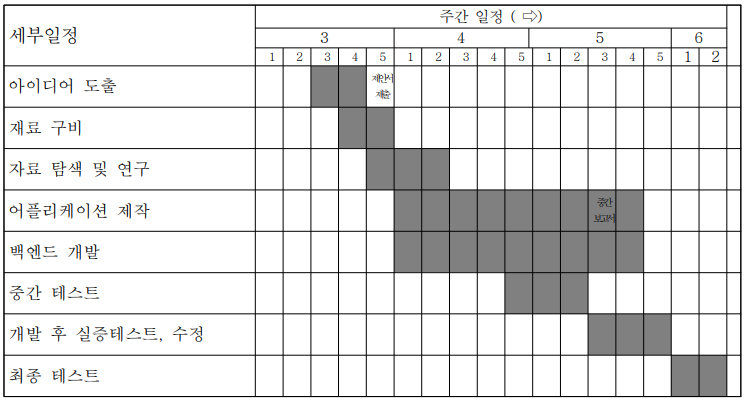 세부일정
주간 일정 ( ⇨)
3 4 5 6
1 2 3 4 5 1 2 3 4 5 1 2 3 4 5 1 2
아이디어 도출
제안서
제출
재료 구비
자료 탐색 및 연구
어플리케이션 제작
중간
보고서
백엔드 개발
중간 테스트
개발 후 실증테스트, 수정
최종 테스트